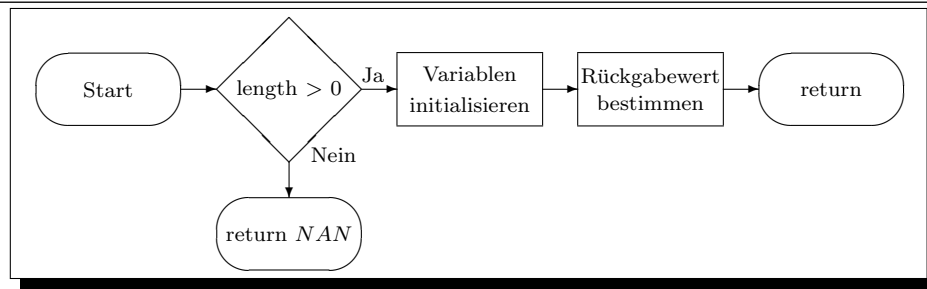 Start
length > 0
Ja
Variablen
initialisieren
Rückgabewert
bestimmen
return
Nein
return NAN